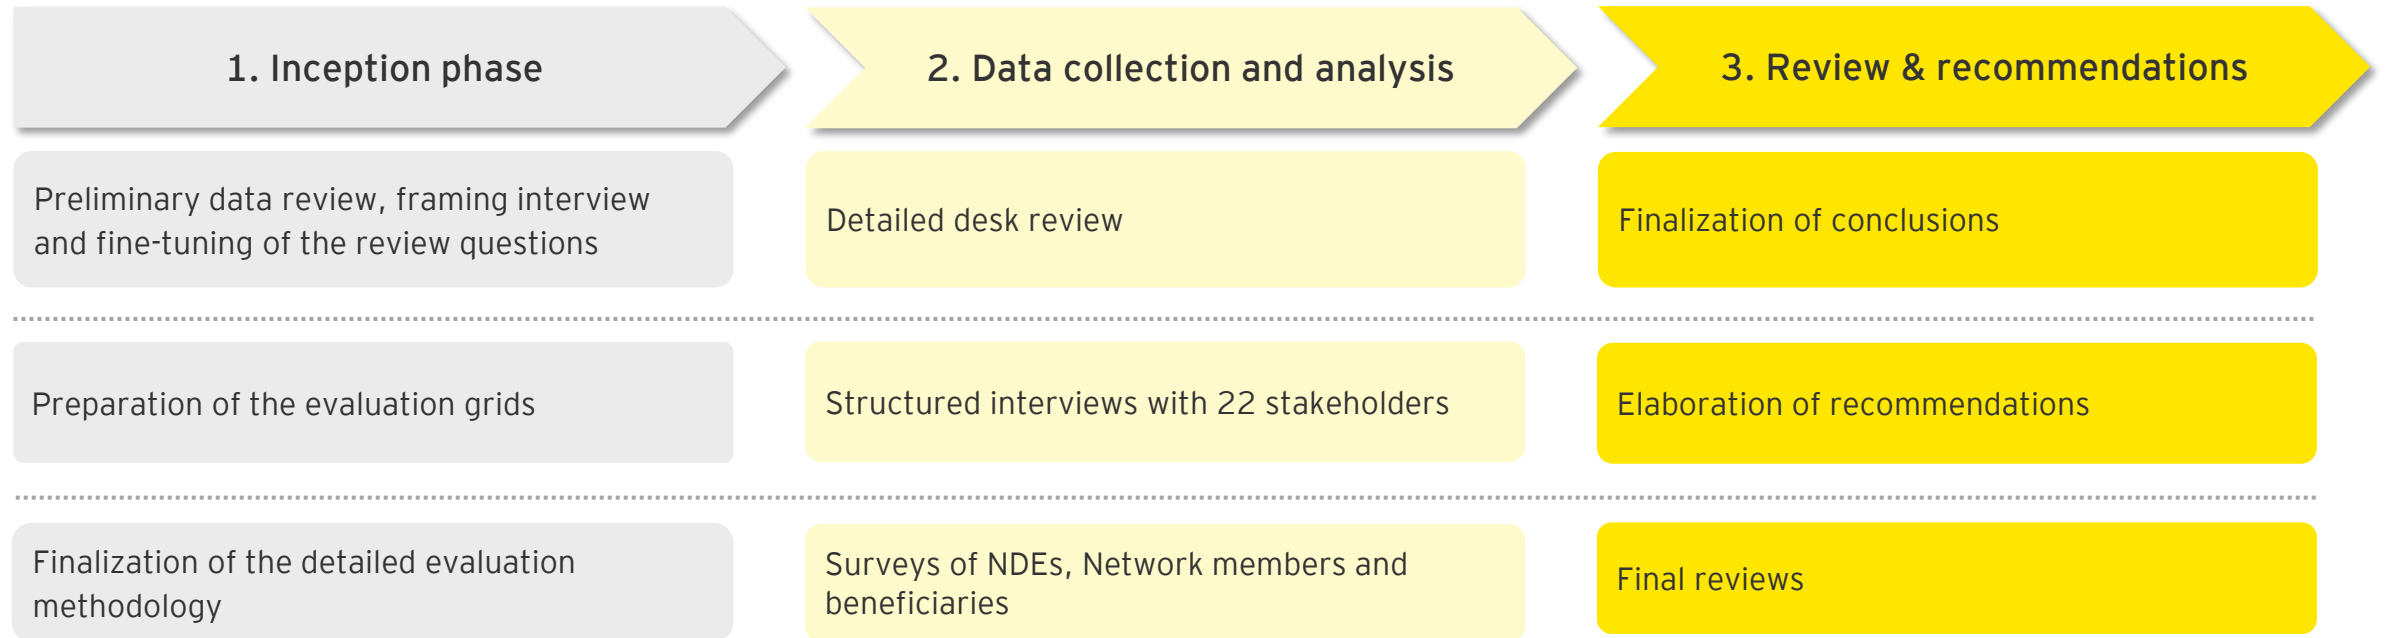 1. Inception phase
2. Data collection and analysis
3. Review & recommendations
Preliminary data review, framing interview
and fine-tuning of the review questions
Detailed desk review
Finalization of conclusions
Preparation of the evaluation grids
Structured interviews with 22 stakeholders
Elaboration of recommendations
Finalization of the detailed evaluation
methodology
Surveys of NDEs, Network members and
beneficiaries
Final reviews